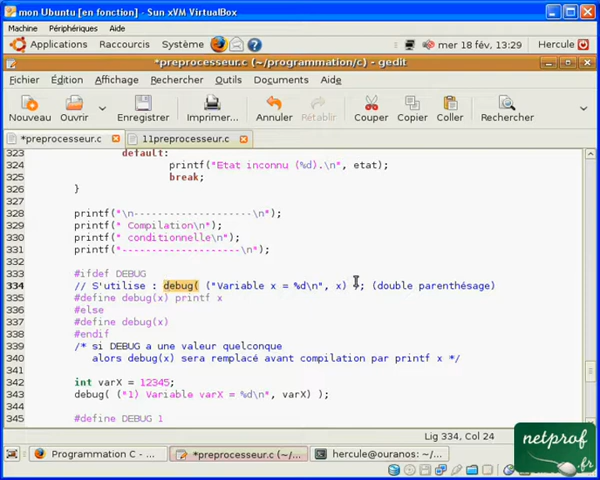 mon Ubuntu [en fonction] - Sun xVM VirtualBox
Machine Périphériques Aide
Applications Raccourcis Système mer 18 fév, 13:29 Hercule
*preprocesseur.c (~/programmation/c) - gedit
Fichier Édition Affichage Rechercher Outils Documents Aide
Nouveau Ouvrir Enregistrer Imprimer... Annuler Rétablir Couper Copier Coller Rechercher
*preprocesseur.c 11preprocesseur.c
323 default:
324 printf("Etat inconnu (%d).\n", etat);
325 break;
326 }
327
328 printf("\n--------------------\n");
329 printf(" Compilation\n");
330 printf(" conditionnelle\n");
331 printf("--------------------\n");
332
333 #ifdef DEBUG
334 // S'utilise : debug( ("Variable x = %d\n", x) ); (double parenthésage)
335 #define debug(x) printf x
336 #else
337 #define debug(x)
338 #endif
339 /* si DEBUG a une valeur quelconque
340 alors debug(x) sera remplacé avant compilation par printf x */
341
342 int varX = 12345;
343 debug( ("1) Variable varX = %d\n", varX) );
344
345 #define DEBUG 1
Lig 334, Col 24
Programmation C - ... *preprocesseur.c (~/... hercule@ouranos: ~/...
netprof
.fr